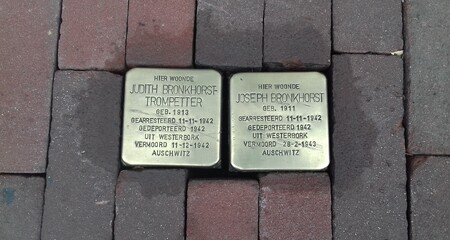 HIER WOONDE
JUDITH BRONKHORST-
TROMPETTER
GEB. 1912
GEARRESTEERD 11-11-1942
GEDEPORTEERD 1942
UIT WESTERBORK
VERMOORD 11-12-1942
AUSCHWITZ
HIER WOONDE
JOSEPH BRONKHORST
GEB. 1911
GEARRESTEERD 11-11-1942
GEDEPORTEERD 1942
UIT WESTERBORK
VERMOORD 28-2-1943
AUSCHWITZ